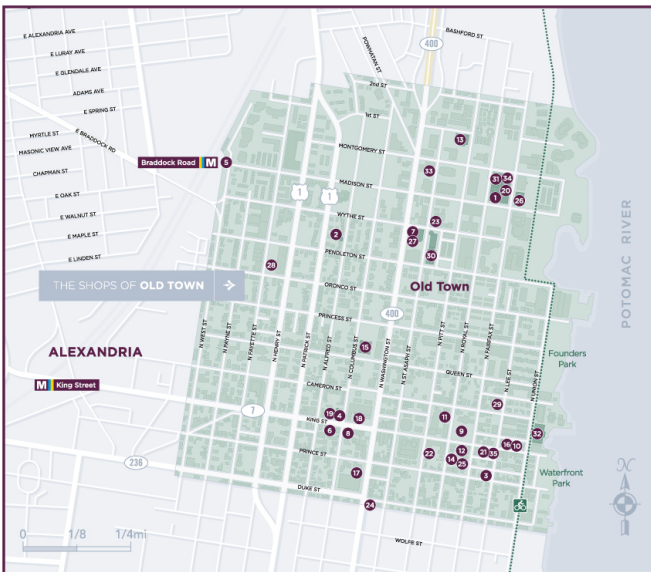 E ALEXANDRIA AVE
E LURAY AVE
E GLENDALE AVE
ADAMS AVE
E SPRING ST
E BRADDOCK RD
MYRTLE ST
MASONIC VIEW AVE
CHAPMAN ST
E OAK ST
E WALNUT ST
E MAPLE ST
E LINDEN ST
POWHATAN ST
BASHFORD ST
400
2nd ST
1st ST
MONTGOMERY ST
MADISON ST
WYTHE ST
PENDLETON ST
ORONOCO ST
PRINCESS ST
QUEEN ST
CAMERON ST
KING ST
PRINCE ST
DUKE ST
WOLFE ST
Braddock Road M 5
1
1
13
33
31
34
20
1
26
23
7
27
2
30
28
THE SHOPS OF OLD TOWN
Old Town
400
ALEXANDRIA
N WEST ST
N PAYNE ST
N FAYETTE ST
N HENRY ST
N PATRICK ST
N ALFRED ST
N COLUMBUS ST
N WASHINGTON ST
N ST ASAPH ST
N PITT ST
N ROYAL ST
N FAIRFAX ST
N LEE ST
N UNION ST
POTOMAC RIVER
Founders
Park
Waterfront
Park
M King Street
7
236
15
29
19
4
18
11
6
8
9
32
16
10
22
12
21
35
14
25
17
3
24
N
0 1/8 1/4mi